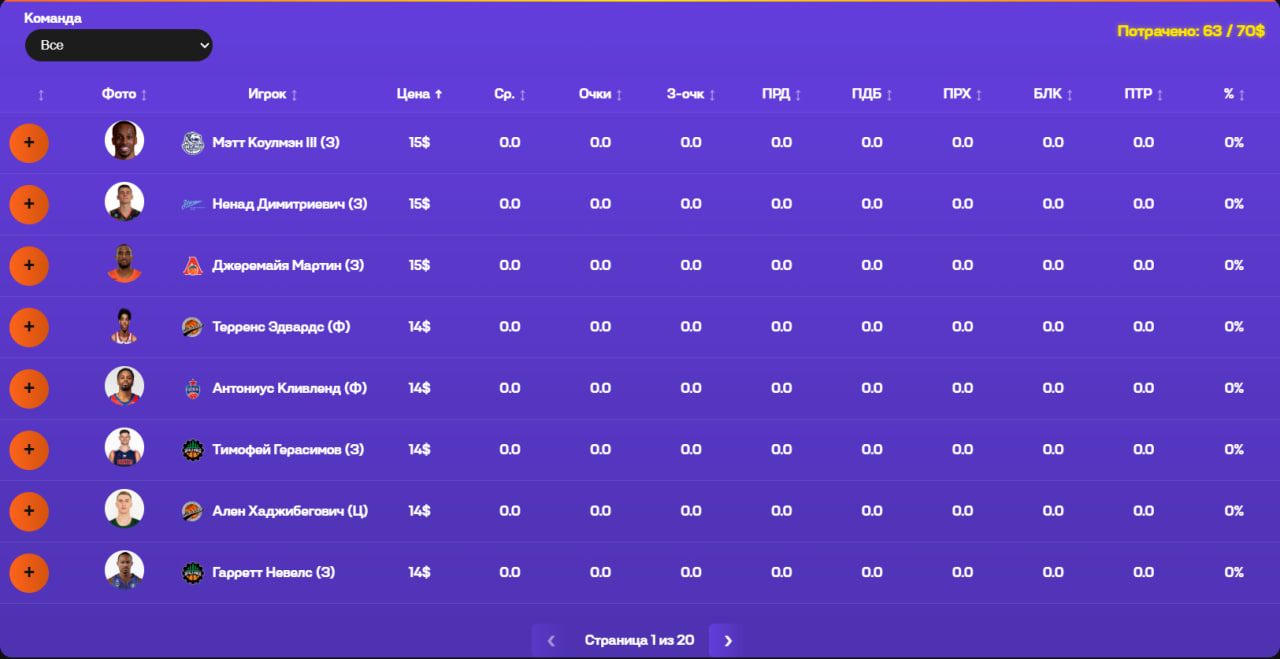 Команда
Все
Потрачено: 63 / 70$
↕ Фото ↕ Игрок ↕ Цена ↑ Ср. ↕ Очки ↕ 3-очк ↕ ПРД ↕ ПДБ ↕ ПРХ ↕ БЛК ↕ ПТР ↕ % ↕
+ Мэтт Коулмэн III (З) 15$ 0.0 0.0 0.0 0.0 0.0 0.0 0.0 0.0 0%
+ Ненад Димитриевич (З) 15$ 0.0 0.0 0.0 0.0 0.0 0.0 0.0 0.0 0%
+ Джеремайя Мартин (З) 15$ 0.0 0.0 0.0 0.0 0.0 0.0 0.0 0.0 0%
+ Терренс Эдвардс (Ф) 14$ 0.0 0.0 0.0 0.0 0.0 0.0 0.0 0.0 0%
+ Антониус Кливленд (Ф) 14$ 0.0 0.0 0.0 0.0 0.0 0.0 0.0 0.0 0%
+ Тимофей Герасимов (З) 14$ 0.0 0.0 0.0 0.0 0.0 0.0 0.0 0.0 0%
+ Ален Хаджибегович (Ц) 14$ 0.0 0.0 0.0 0.0 0.0 0.0 0.0 0.0 0%
+ Гарретт Невелс (З) 14$ 0.0 0.0 0.0 0.0 0.0 0.0 0.0 0.0 0%
‹ Страница 1 из 20 ›